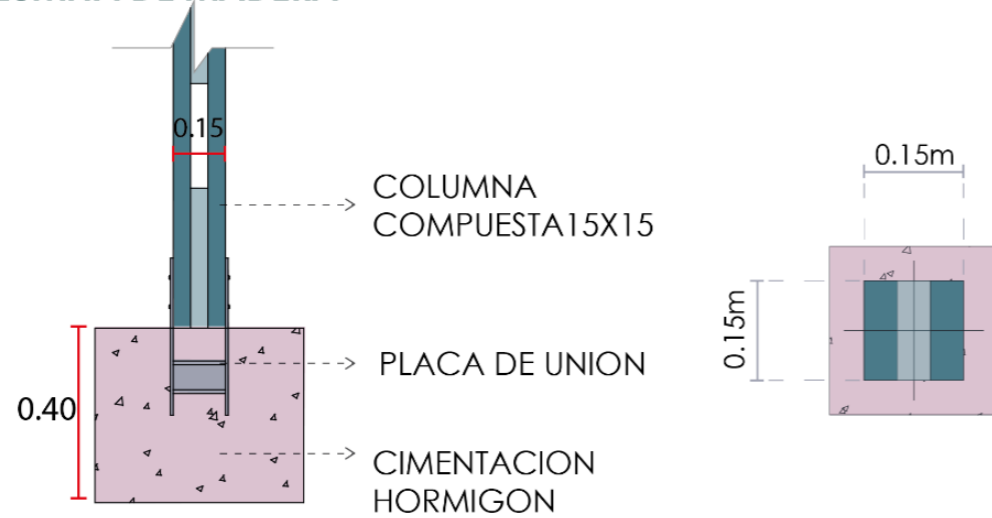 0.15
COLUMNA
COMPUESTA15X15
0.15m
0.15m
PLACA DE UNION
0.40
CIMENTACION
HORMIGON